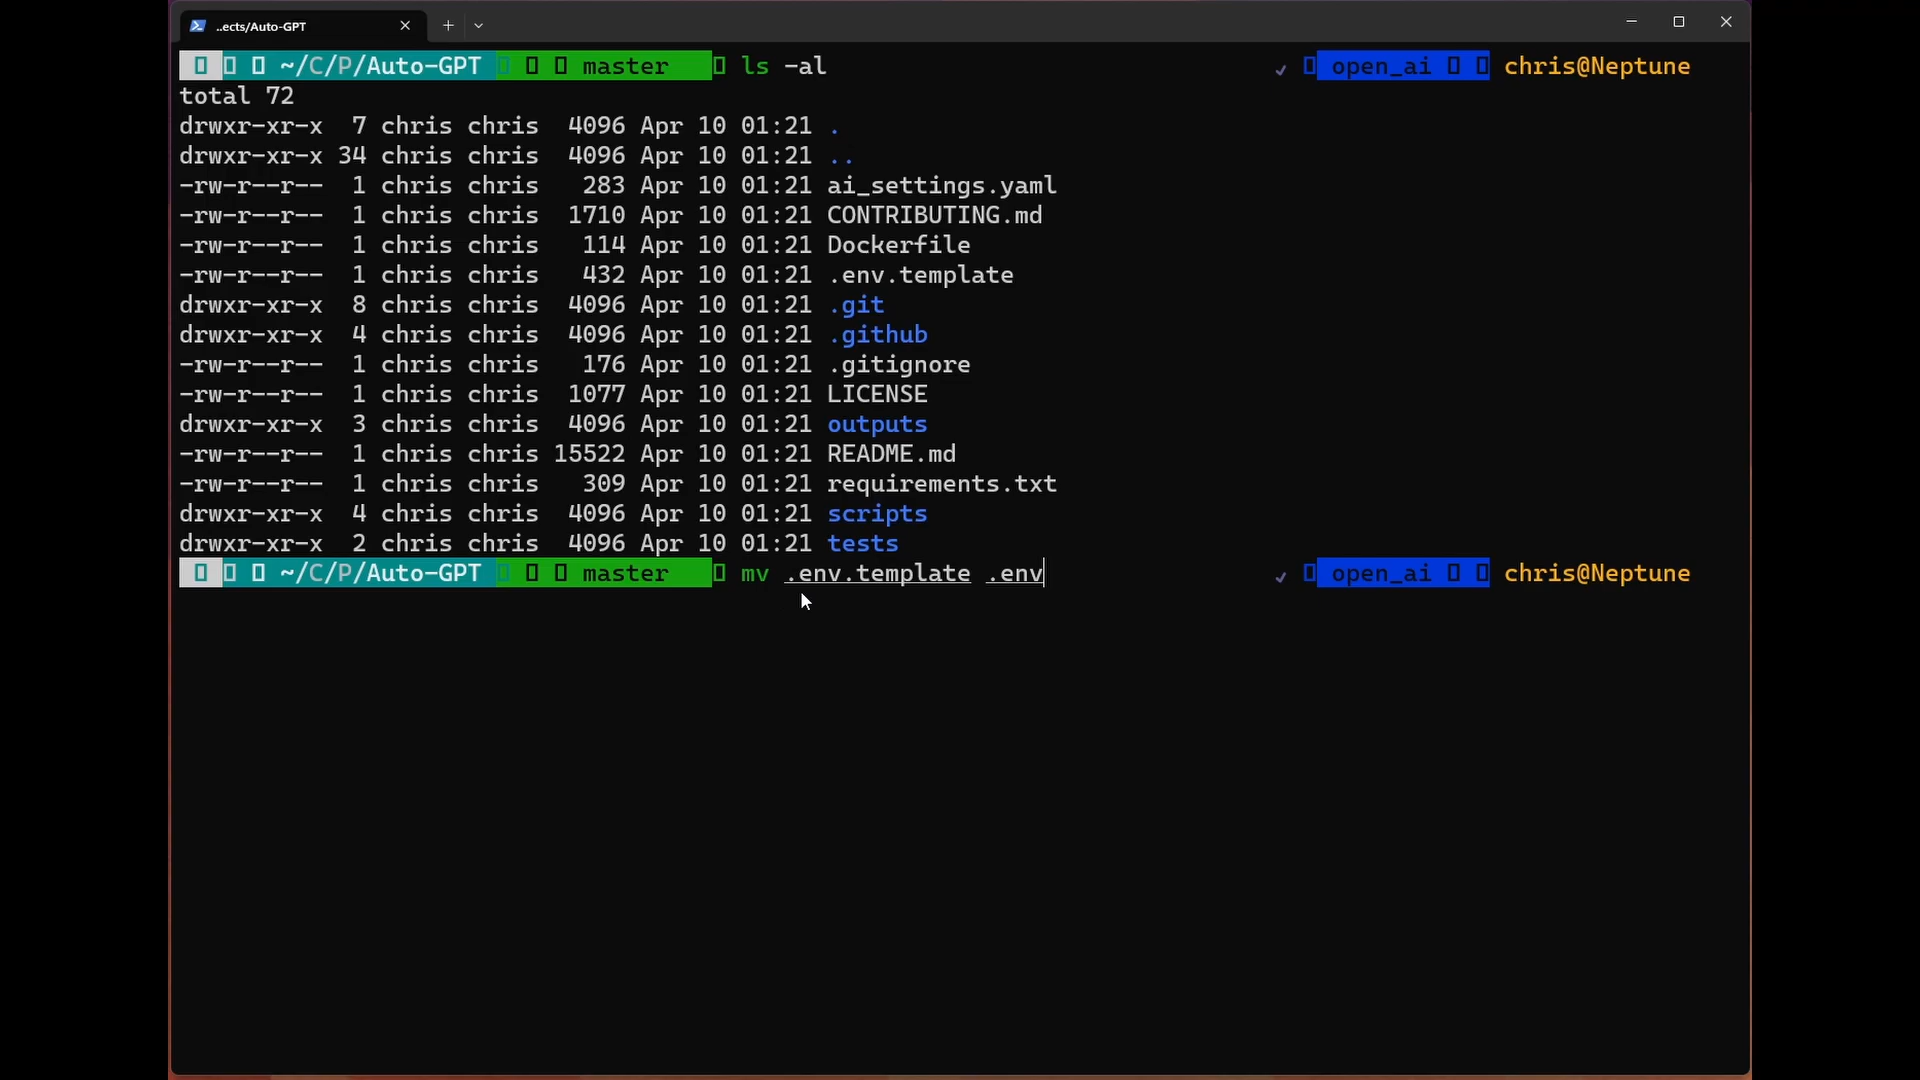 ..ects/Auto-GPT
~/C/P/Auto-GPT master ls -al open_ai chris@Neptune
total 72
drwxr-xr-x  7 chris chris  4096 Apr 10 01:21 .
drwxr-xr-x 34 chris chris  4096 Apr 10 01:21 ..
-rw-r--r--  1 chris chris   283 Apr 10 01:21 ai_settings.yaml
-rw-r--r--  1 chris chris  1710 Apr 10 01:21 CONTRIBUTING.md
-rw-r--r--  1 chris chris   114 Apr 10 01:21 Dockerfile
-rw-r--r--  1 chris chris   432 Apr 10 01:21 .env.template
drwxr-xr-x  8 chris chris  4096 Apr 10 01:21 .git
drwxr-xr-x  4 chris chris  4096 Apr 10 01:21 .github
-rw-r--r--  1 chris chris   176 Apr 10 01:21 .gitignore
-rw-r--r--  1 chris chris  1077 Apr 10 01:21 LICENSE
drwxr-xr-x  3 chris chris  4096 Apr 10 01:21 outputs
-rw-r--r--  1 chris chris 15522 Apr 10 01:21 README.md
-rw-r--r--  1 chris chris   309 Apr 10 01:21 requirements.txt
drwxr-xr-x  4 chris chris  4096 Apr 10 01:21 scripts
drwxr-xr-x  2 chris chris  4096 Apr 10 01:21 tests
~/C/P/Auto-GPT master mv .env.template .env open_ai chris@Neptune